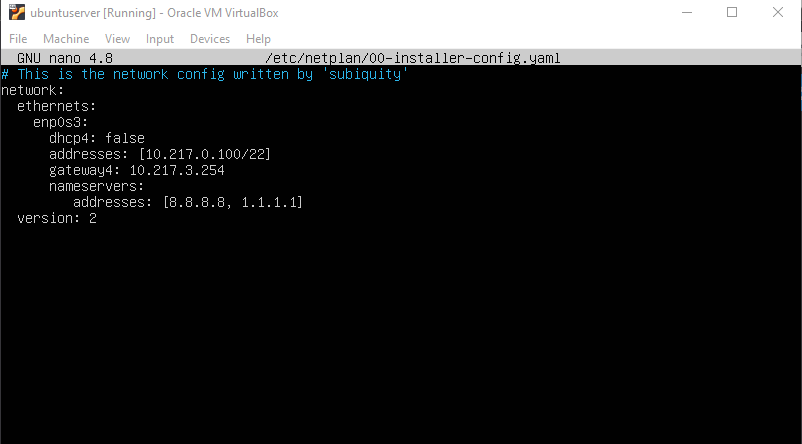 ubuntuserver [Running] - Oracle VM VirtualBox
File Machine View Input Devices Help
GNU nano 4.8 /etc/netplan/00-installer-config.yaml
# This is the network config written by 'subiquity'
network:
  ethernets:
    enp0s3:
      dhcp4: false
      addresses: [10.217.0.100/22]
      gateway4: 10.217.3.254
      nameservers:
         addresses: [8.8.8.8, 1.1.1.1]
  version: 2